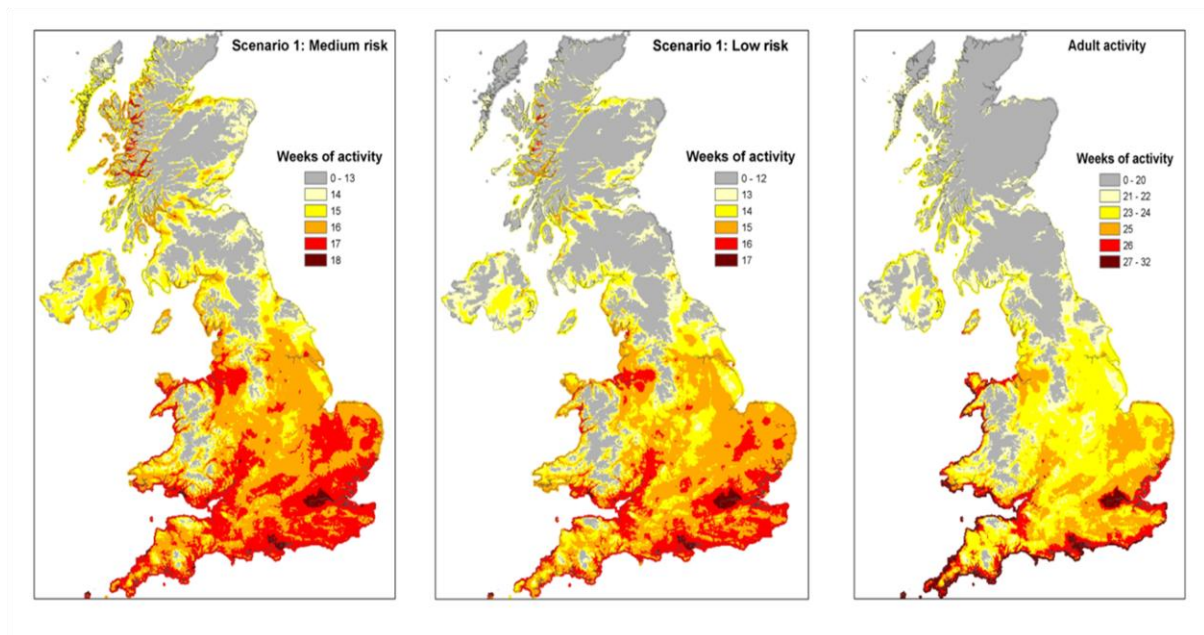 Scenario 1: Medium risk
Weeks of activity
0 - 13
14
15
16
17
18
Scenario 1: Low risk
Weeks of activity
0 - 12
13
14
15
16
17
Adult activity
Weeks of activity
0 - 20
21 - 22
23 - 24
25
26
27 - 32